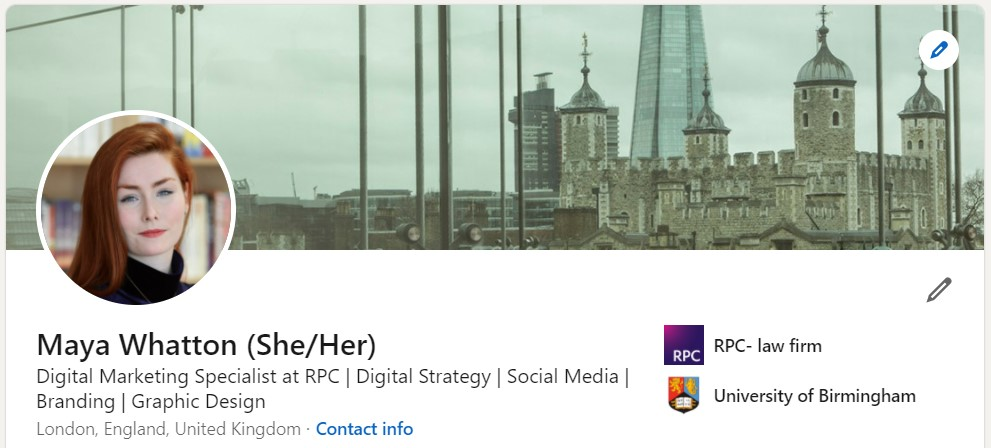 Maya Whatton (She/Her)
Digital Marketing Specialist at RPC | Digital Strategy | Social Media |
Branding | Graphic Design
London, England, United Kingdom · Contact info
RPC
RPC- law firm
University of Birmingham